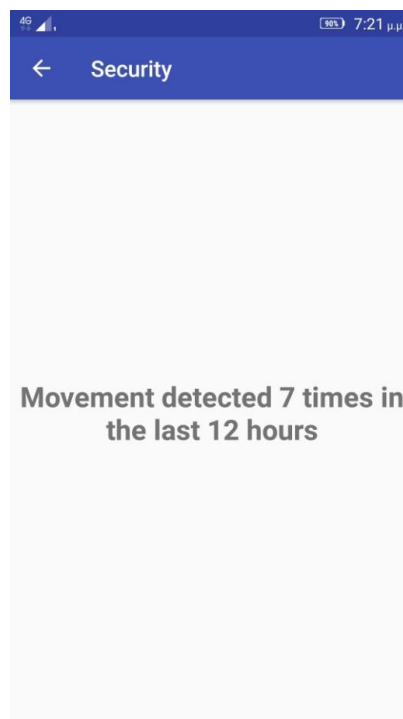 4G 90% 7:21 μ.μ
Security
Movement detected 7 times in
the last 12 hours